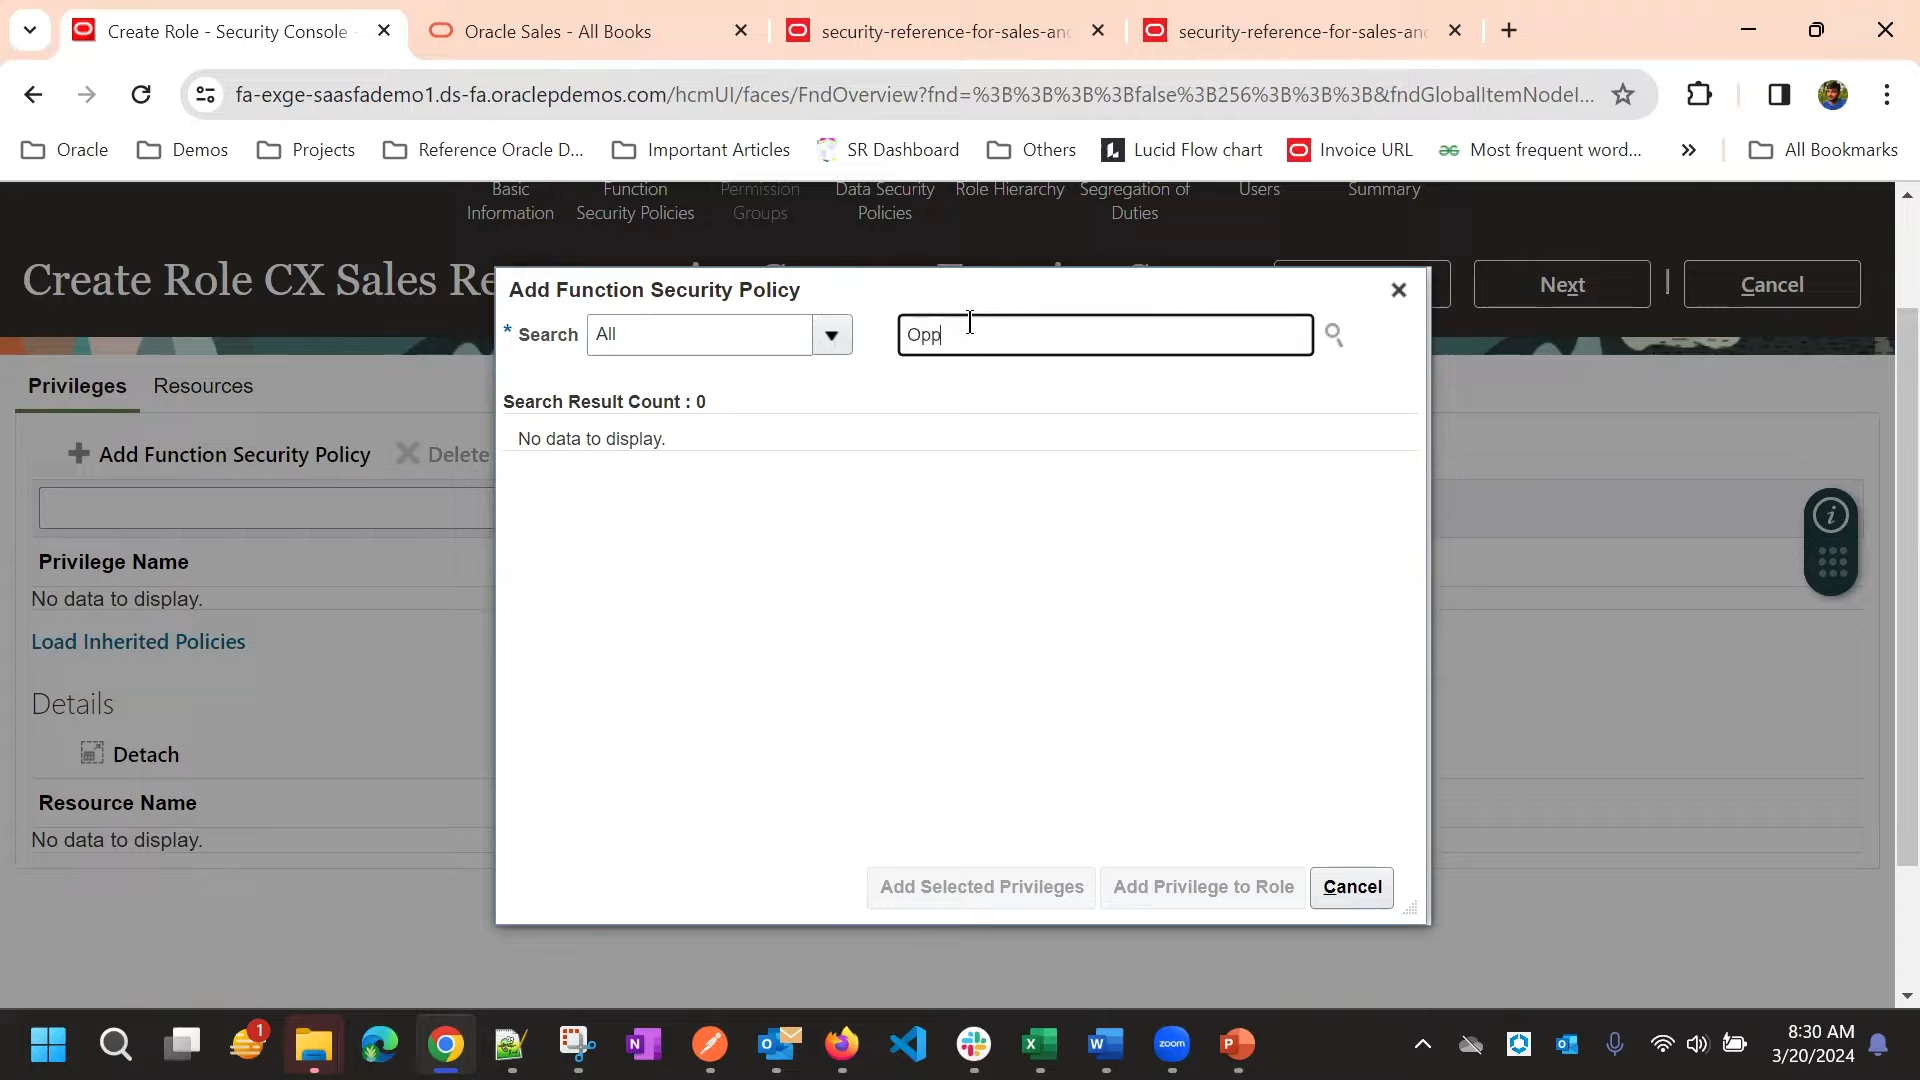 Create Role - Security Console
Oracle Sales - All Books
security-reference-for-sales-an
security-reference-for-sales-an
fa-exge-saasfademo1.ds-fa.oraclepdemos.com/hcmUI/faces/FndOverview?fnd=%3B%3B%3B%3Bfalse%3B256%3B%3B%3B&fndGlobalItemNodeI...
Oracle
Demos
Projects
Reference Oracle D...
Important Articles
SR Dashboard
Others
Lucid Flow chart
Invoice URL
Most frequent word...
All Bookmarks
Basic Information
Function Security Policies
Permission Groups
Data Security Policies
Role Hierarchy
Segregation of Duties
Users
Summary
Create Role CX Sales Re
Next
Cancel
Add Function Security Policy
* Search
All
Opp
Search Result Count : 0
No data to display.
Add Selected Privileges
Add Privilege to Role
Cancel
Privileges
Resources
Add Function Security Policy
Delete
Privilege Name
No data to display.
Load Inherited Policies
Details
Detach
Resource Name
No data to display.
1
zoom
8:30 AM
3/20/2024